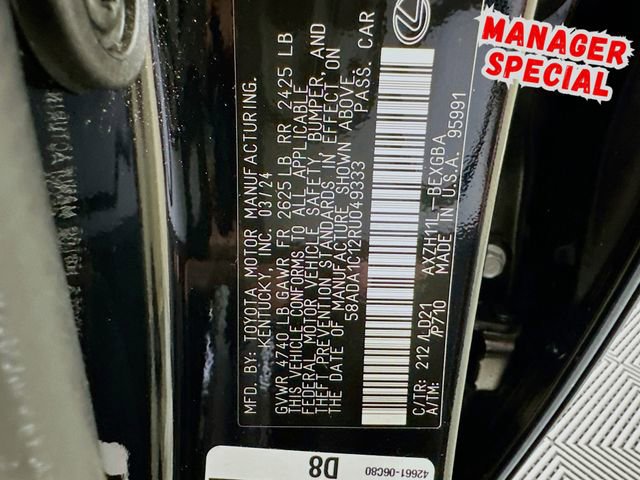 MANAGER
SPECIAL
MFD. BY: TOYOTA MOTOR MANUFACTURING,
KENTUCKY, INC. 03/24
GVWR 4740 LB GAWR FR 2625 LB RR 2425 LB
THIS VEHICLE CONFORMS TO ALL APPLICABLE
FEDERAL MOTOR VEHICLE SAFETY, BUMPER, AND
THEFT PREVENTION STANDARDS IN EFFECT ON
THE DATE OF MANUFACTURE SHOWN ABOVE.
58ADA1C12RU049333 PASS. CAR
C/TR: 212 /LD21 AXZH11L-BEXGBA
A/TM: /P710 MADE IN U.S.A. 95991
42661-06C80
D8